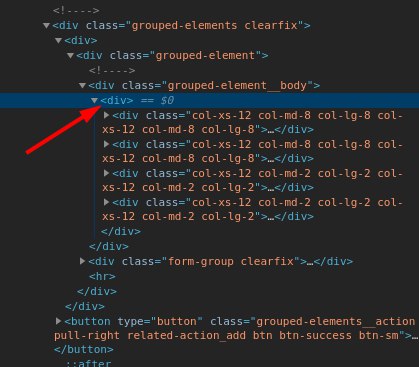 <!---->
<div class="grouped-elements clearfix">
<div>
<div class="grouped-element">
<!---->
<div class="grouped-element__body">
<div> == $0
<div class="col-xs-12 col-md-8 col-lg-8 col-
xs-12 col-md-8 col-lg-8">…</div>
<div class="col-xs-12 col-md-8 col-lg-8 col-
xs-12 col-md-8 col-lg-8">…</div>
<div class="col-xs-12 col-md-2 col-lg-2 col-
xs-12 col-md-2 col-lg-2">…</div>
<div class="col-xs-12 col-md-2 col-lg-2 col-
xs-12 col-md-2 col-lg-2">…</div>
</div>
</div>
<div class="form-group clearfix">…</div>
<hr>
</div>
</div>
<button type="button" class="grouped-elements__action
pull-right related-action_add btn btn-success btn-sm">…
</button>
::after